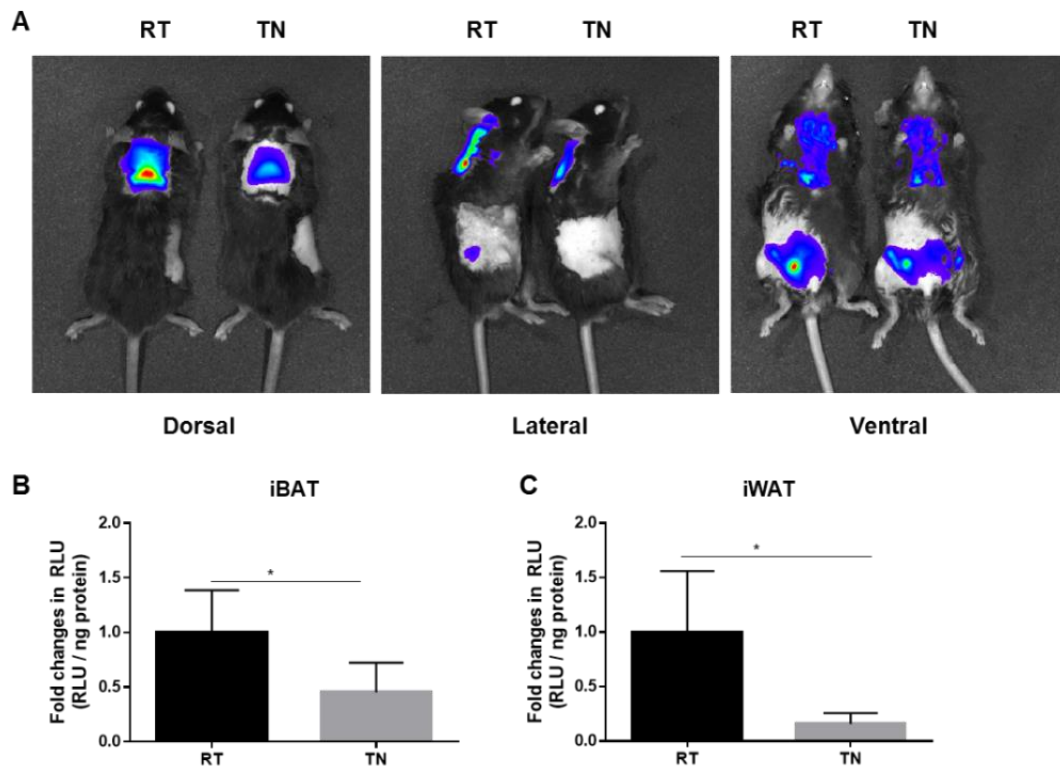 A
RT TN RT TN RT TN
Dorsal Lateral Ventral
B iBAT
Fold changes in RLU
(RLU / ng protein)
2.0
1.5
*
1.0
0.5
0.0
RT TN
C iWAT
Fold changes in RLU
(RLU / ng protein)
2.0
1.5
*
1.0
0.5
0.0
RT TN